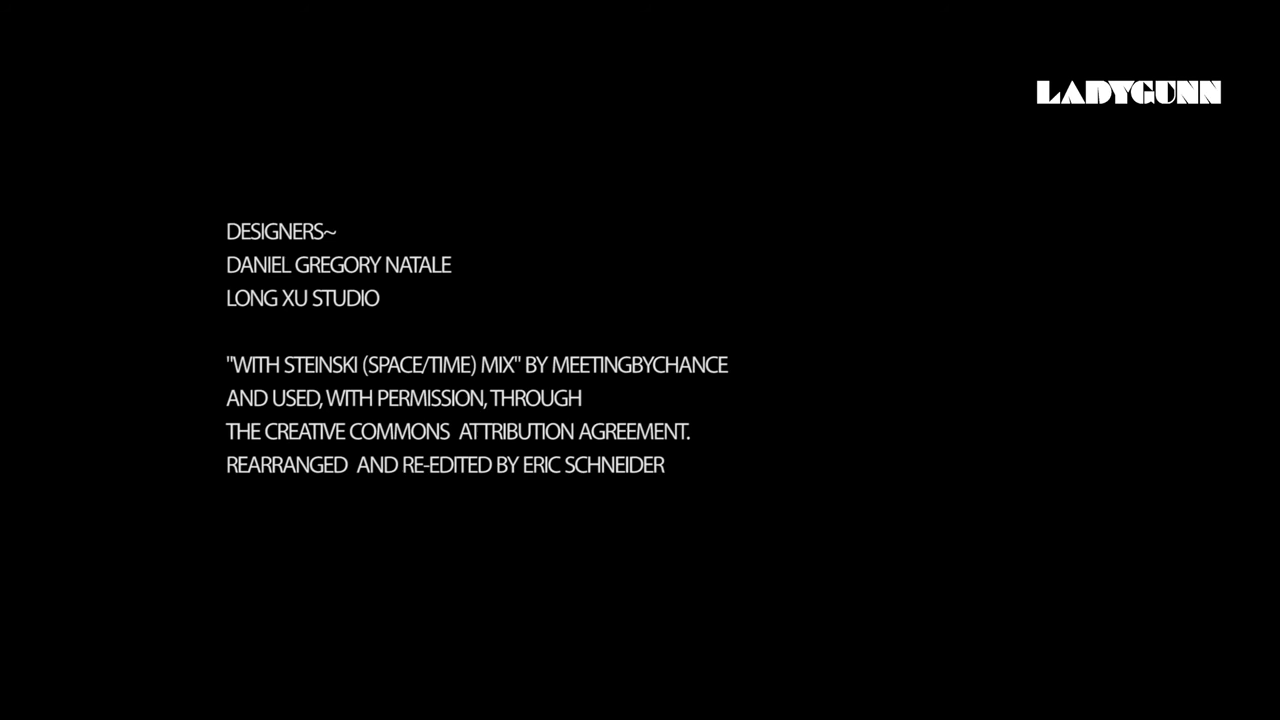 LADYGUNN
DESIGNERS~
DANIEL GREGORY NATALE
LONG XU STUDIO
"WITH STEINSKI (SPACE/TIME) MIX" BY MEETINGBYCHANCE
AND USED, WITH PERMISSION, THROUGH
THE CREATIVE COMMONS  ATTRIBUTION AGREEMENT.
REARRANGED  AND RE-EDITED BY ERIC SCHNEIDER